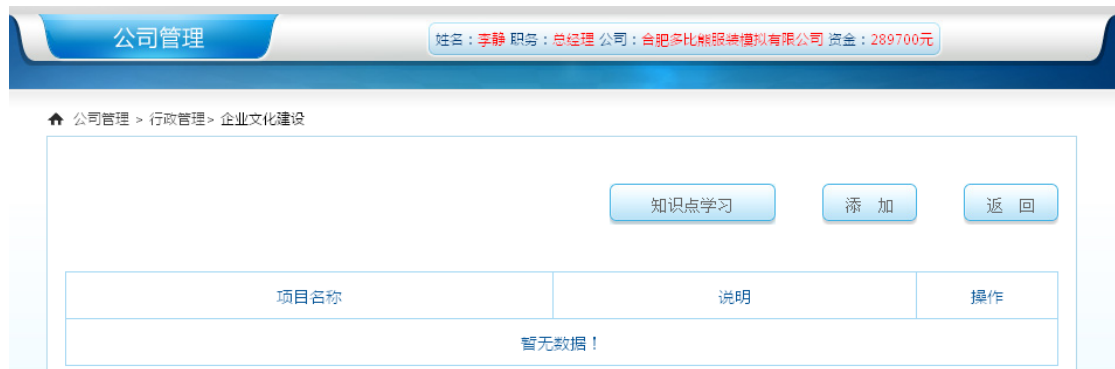 公司管理
姓名：李静 职务：总经理 公司：合肥多比熊服装模拟有限公司 资金：289700元
公司管理 > 行政管理> 企业文化建设
知识点学习 添 加 返 回
项目名称 说明 操作
暂无数据！